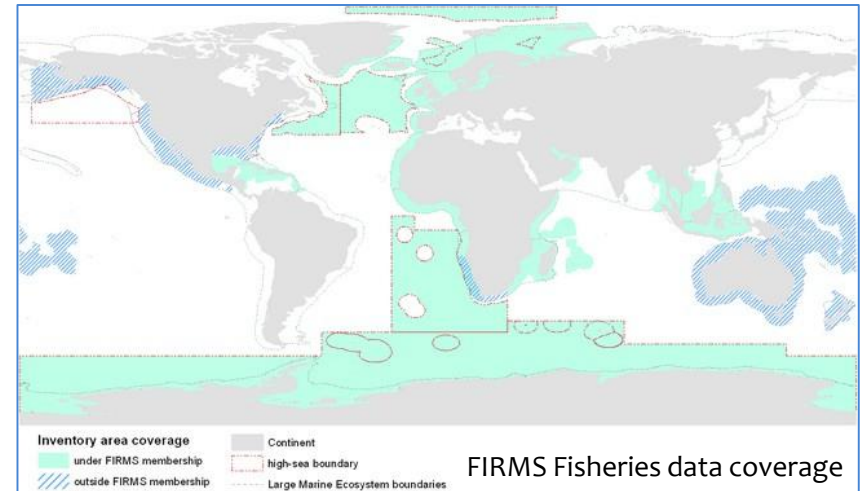 Inventory area coverage
under FIRMS membership
outside FIRMS membership
Continent
high-sea boundary
Large Marine Ecosystem boundaries
FIRMS Fisheries data coverage